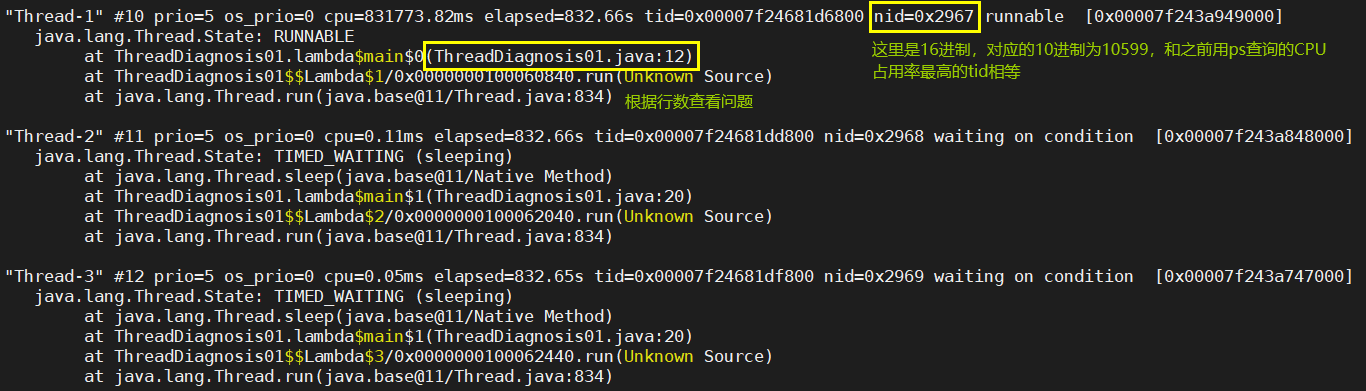 "Thread-1" #10 prio=5 os_prio=0 cpu=831773.82ms elapsed=832.66s tid=0x00007f24681d6800 nid=0x2967 runnable  [0x00007f243a949000]
   java.lang.Thread.State: RUNNABLE
这里是16进制，对应的10进制为10599，和之前用ps查询的CPU
占用率最高的tid相等
        at ThreadDiagnosis01.lambda$main$0(ThreadDiagnosis01.java:12)
        at ThreadDiagnosis01$$Lambda$1/0x0000000100060840.run(Unknown Source)
        at java.lang.Thread.run(java.base@11/Thread.java:834)
根据行数查看问题
"Thread-2" #11 prio=5 os_prio=0 cpu=0.11ms elapsed=832.66s tid=0x00007f24681dd800 nid=0x2968 waiting on condition  [0x00007f243a848000]
   java.lang.Thread.State: TIMED_WAITING (sleeping)
        at java.lang.Thread.sleep(java.base@11/Native Method)
        at ThreadDiagnosis01.lambda$main$1(ThreadDiagnosis01.java:20)
        at ThreadDiagnosis01$$Lambda$2/0x0000000100062040.run(Unknown Source)
        at java.lang.Thread.run(java.base@11/Thread.java:834)
"Thread-3" #12 prio=5 os_prio=0 cpu=0.05ms elapsed=832.65s tid=0x00007f24681df800 nid=0x2969 waiting on condition  [0x00007f243a747000]
   java.lang.Thread.State: TIMED_WAITING (sleeping)
        at java.lang.Thread.sleep(java.base@11/Native Method)
        at ThreadDiagnosis01.lambda$main$1(ThreadDiagnosis01.java:20)
        at ThreadDiagnosis01$$Lambda$3/0x0000000100062440.run(Unknown Source)
        at java.lang.Thread.run(java.base@11/Thread.java:834)